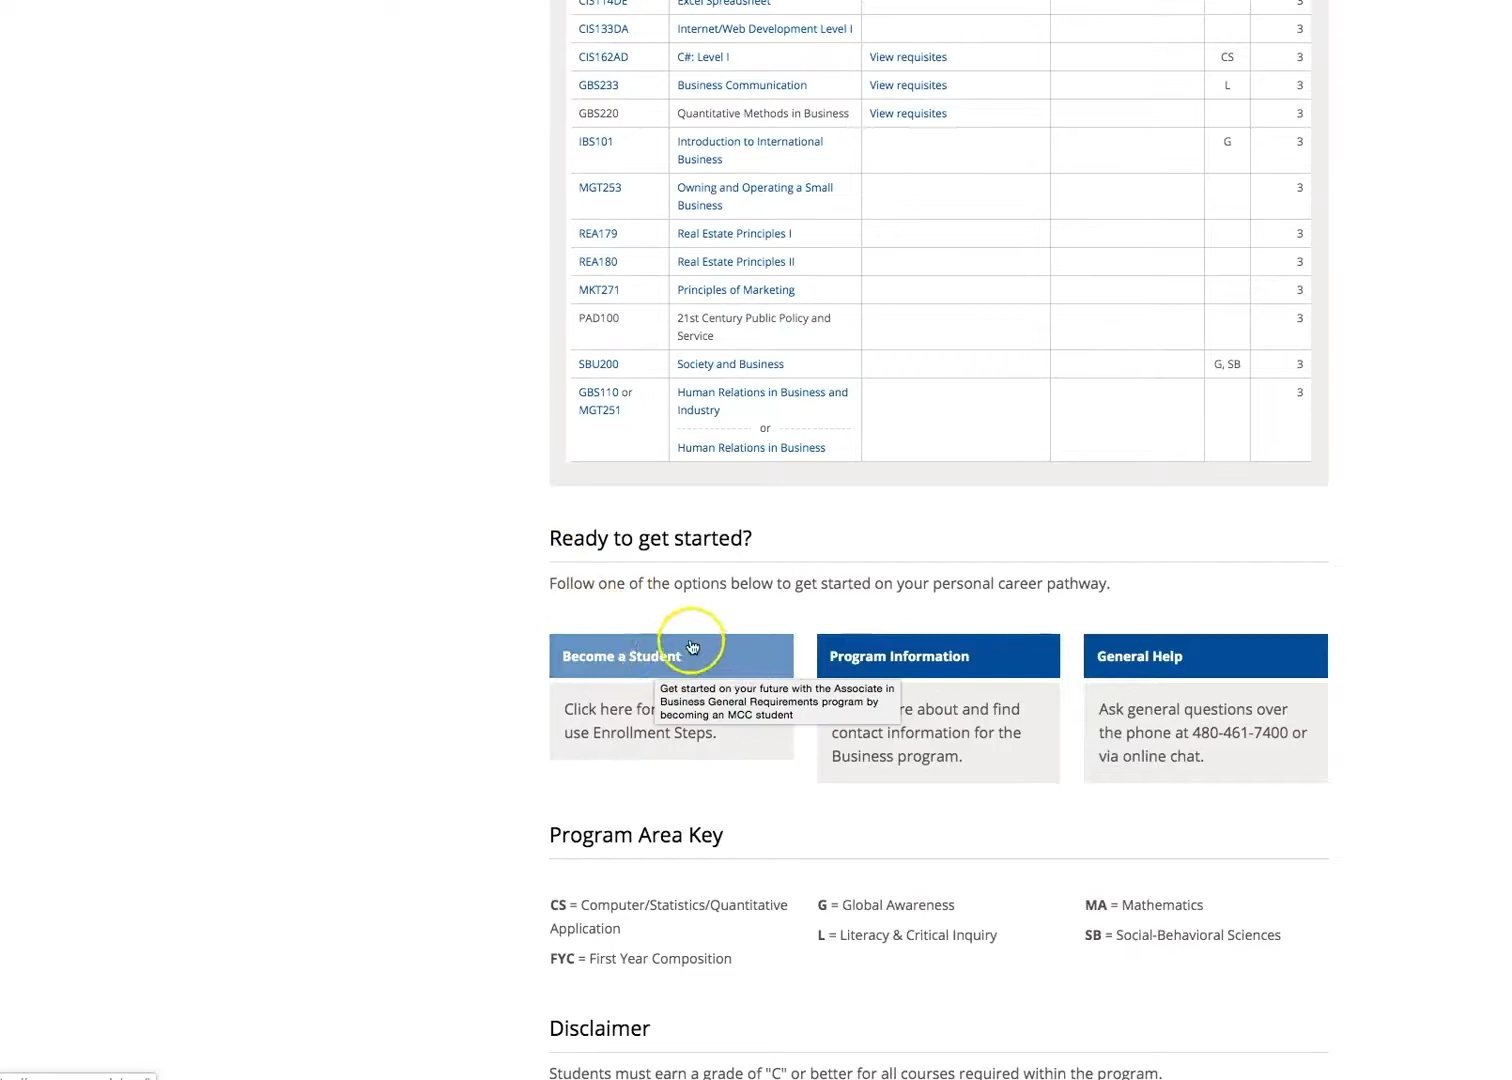 CIS114DE Excel Spreadsheet 3
CIS133DA Internet/Web Development Level I 3
CIS162AD C#: Level I View requisites CS 3
GBS233 Business Communication View requisites L 3
GBS220 Quantitative Methods in Business View requisites 3
IBS101 Introduction to International G 3
Business
MGT253 Owning and Operating a Small 3
Business
REA179 Real Estate Principles I 3
REA180 Real Estate Principles II 3
MKT271 Principles of Marketing 3
PAD100 21st Century Public Policy and 3
Service
SBU200 Society and Business G, SB 3
GBS110 or Human Relations in Business and 3
MGT251 Industry
or
Human Relations in Business
Ready to get started?
Follow one of the options below to get started on your personal career pathway.
Become a Student Program Information General Help
Get started on your future with the Associate in
Business General Requirements program by
becoming an MCC student
Click here for
use Enrollment Steps.
re about and find
contact information for the
Business program.
Ask general questions over
the phone at 480-461-7400 or
via online chat.
Program Area Key
CS = Computer/Statistics/Quantitative
Application
FYC = First Year Composition
G = Global Awareness
L = Literacy & Critical Inquiry
MA = Mathematics
SB = Social-Behavioral Sciences
Disclaimer
Students must earn a grade of "C" or better for all courses required within the program.